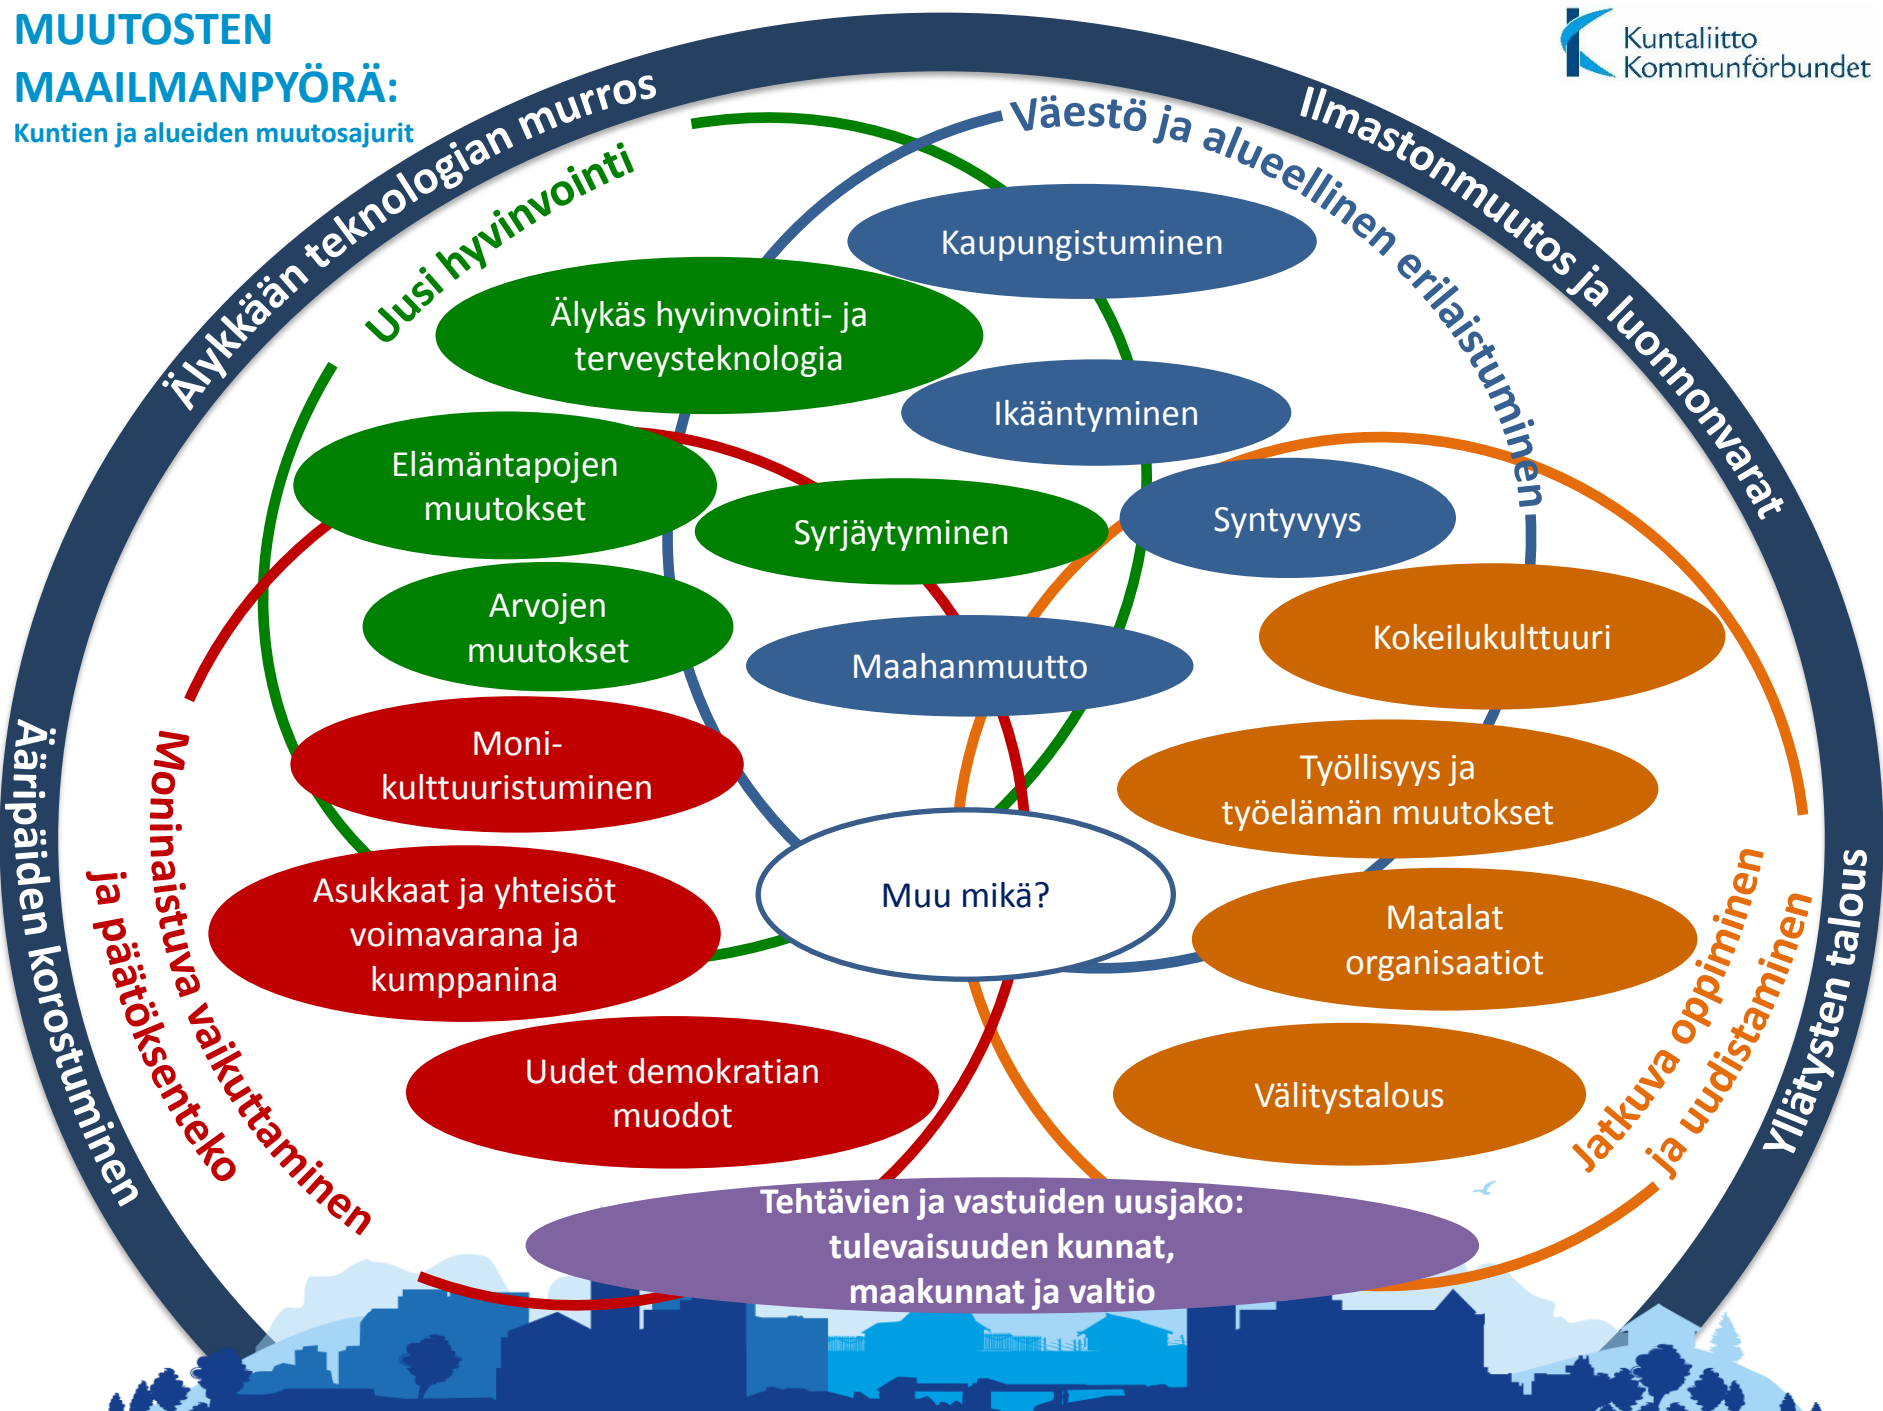 MUUTOSTEN
MAAILMANPYÖRÄ:
Kuntien ja alueiden muutosajurit
Kuntaliitto
Kommunförbundet
Älykkään teknologian murros
Ilmastonmuutos ja luonnonvarat
Ääripäiden korostuminen
Yllätysten talous
Uusi hyvinvointi
Väestö ja alueellinen erilaistuminen
Kaupungistuminen
Älykäs hyvinvointi- ja
terveysteknologia
Ikääntyminen
Elämäntapojen
muutokset
Syrjäytyminen
Syntyvyys
Arvojen
muutokset
Maahanmuutto
Kokeilukulttuuri
Moni-
kulttuuristuminen
Työllisyys ja
työelämän muutokset
Asukkaat ja yhteisöt
voimavarana ja
kumppanina
Muu mikä?
Matalat
organisaatiot
Uudet demokratian
muodot
Välitystalous
Moninaistuva vaikuttaminen
ja päätöksenteko
Jatkuva oppiminen
ja uudistaminen
Tehtävien ja vastuiden uusjako:
tulevaisuuden kunnat,
maakunnat ja valtio